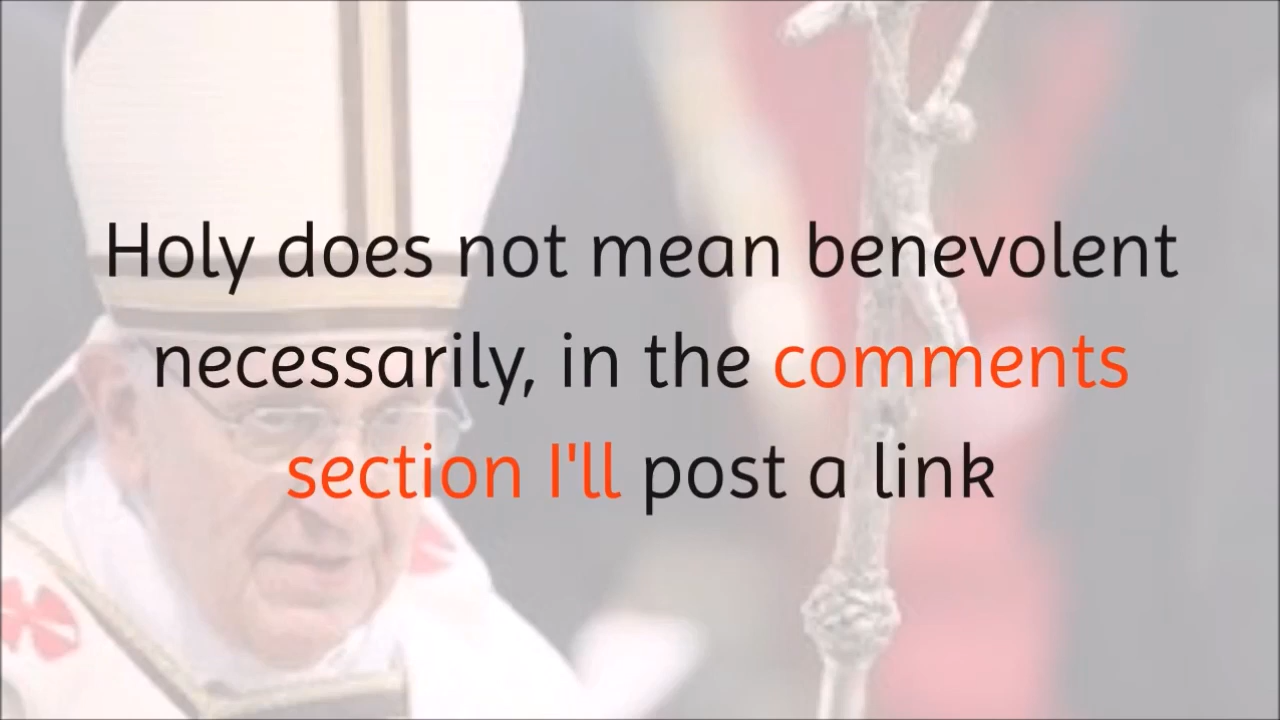 Holy does not mean benevolent
necessarily, in the comments
section I'll post a link